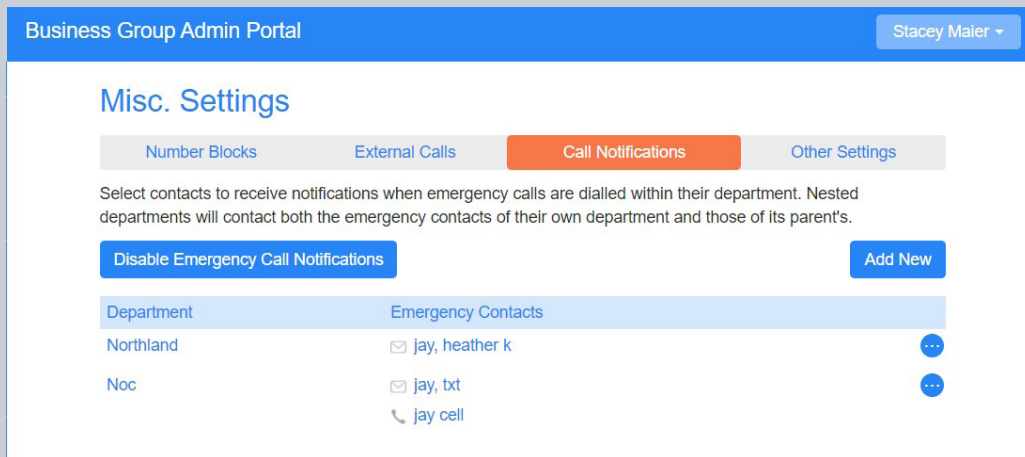 Business Group Admin Portal
Stacey Maier
Misc. Settings
Number Blocks
External Calls
Call Notifications
Other Settings
Select contacts to receive notifications when emergency calls are dialled within their department. Nested
departments will contact both the emergency contacts of their own department and those of its parent's.
Disable Emergency Call Notifications
Add New
Department
Emergency Contacts
Northland
jay, heather k
Noc
jay, txt
jay cell